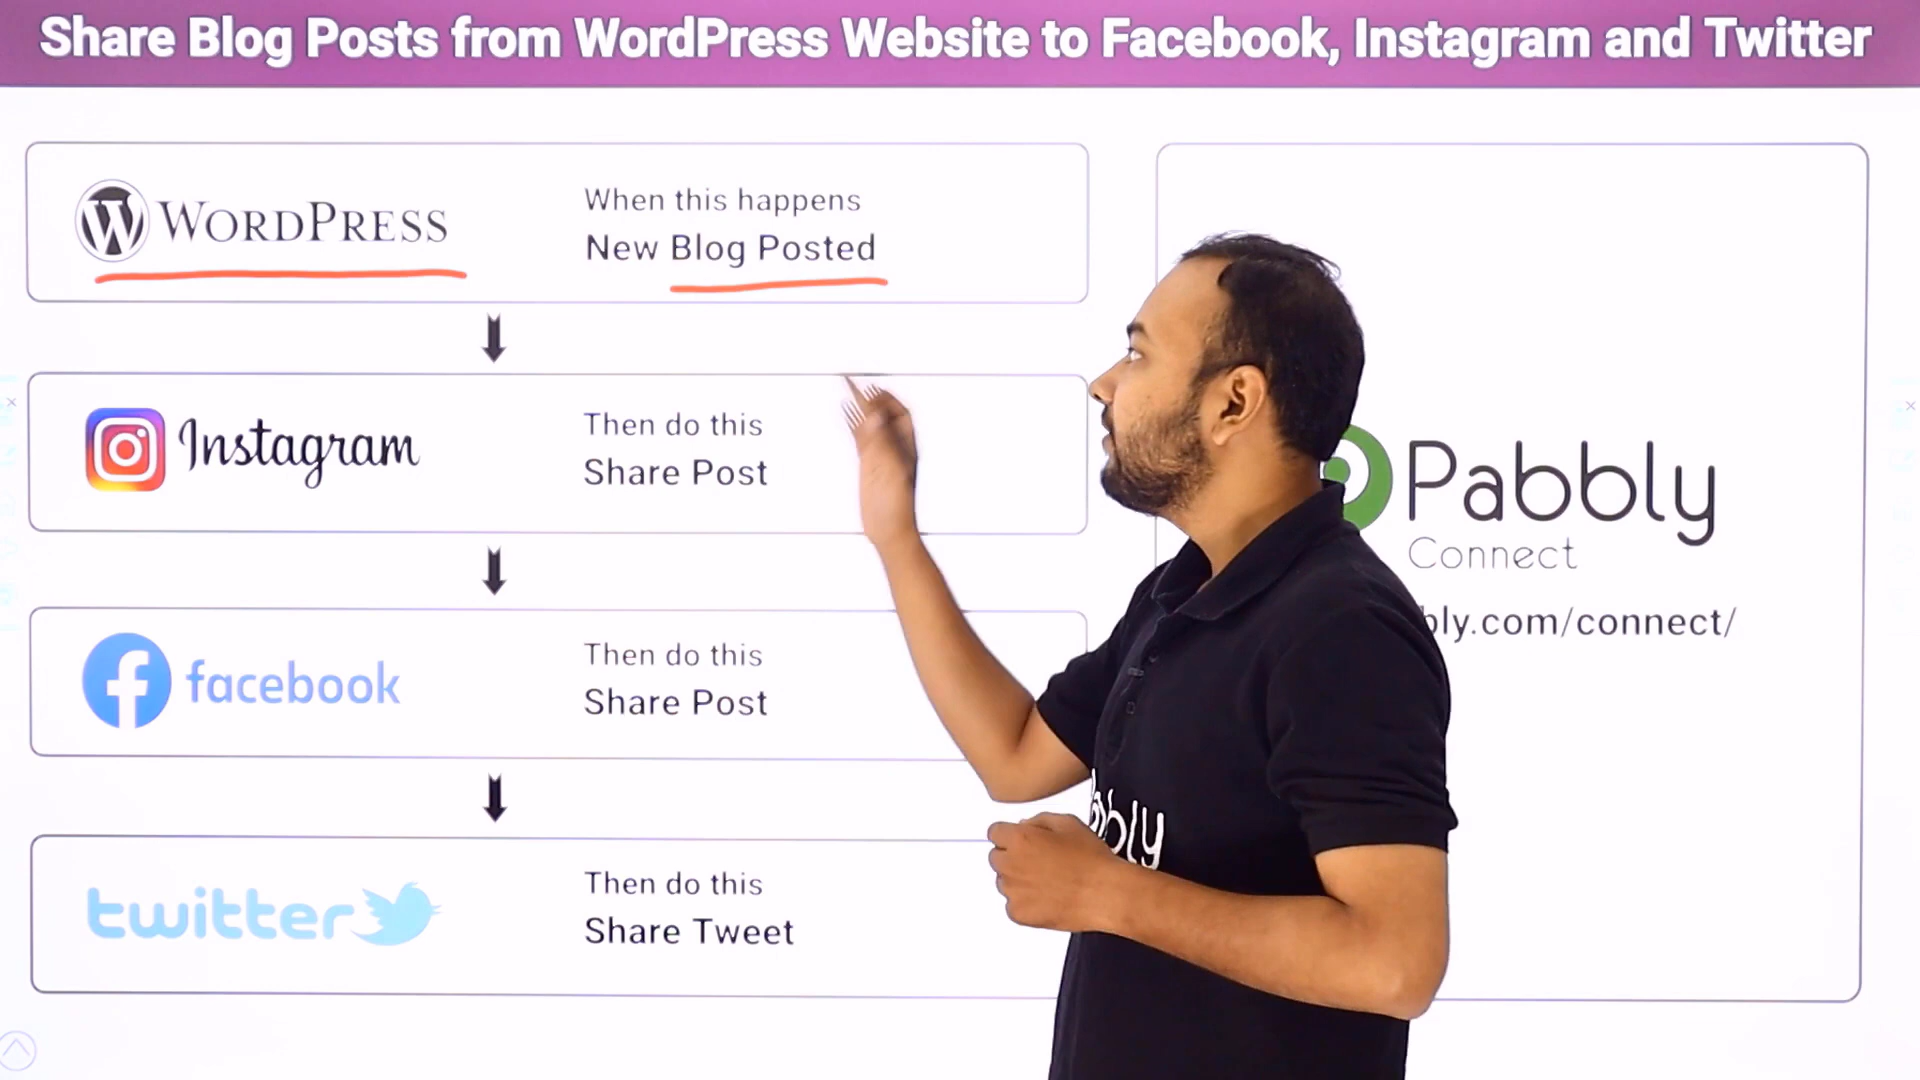 Share Blog Posts from WordPress Website to Facebook, Instagram and Twitter
WORDPRESS
When this happens
New Blog Posted
Instagram
Then do this
Share Post
facebook
Then do this
Share Post
twitter
Then do this
Share Tweet
Pabbly
Connect
bly.com/connect/
bly